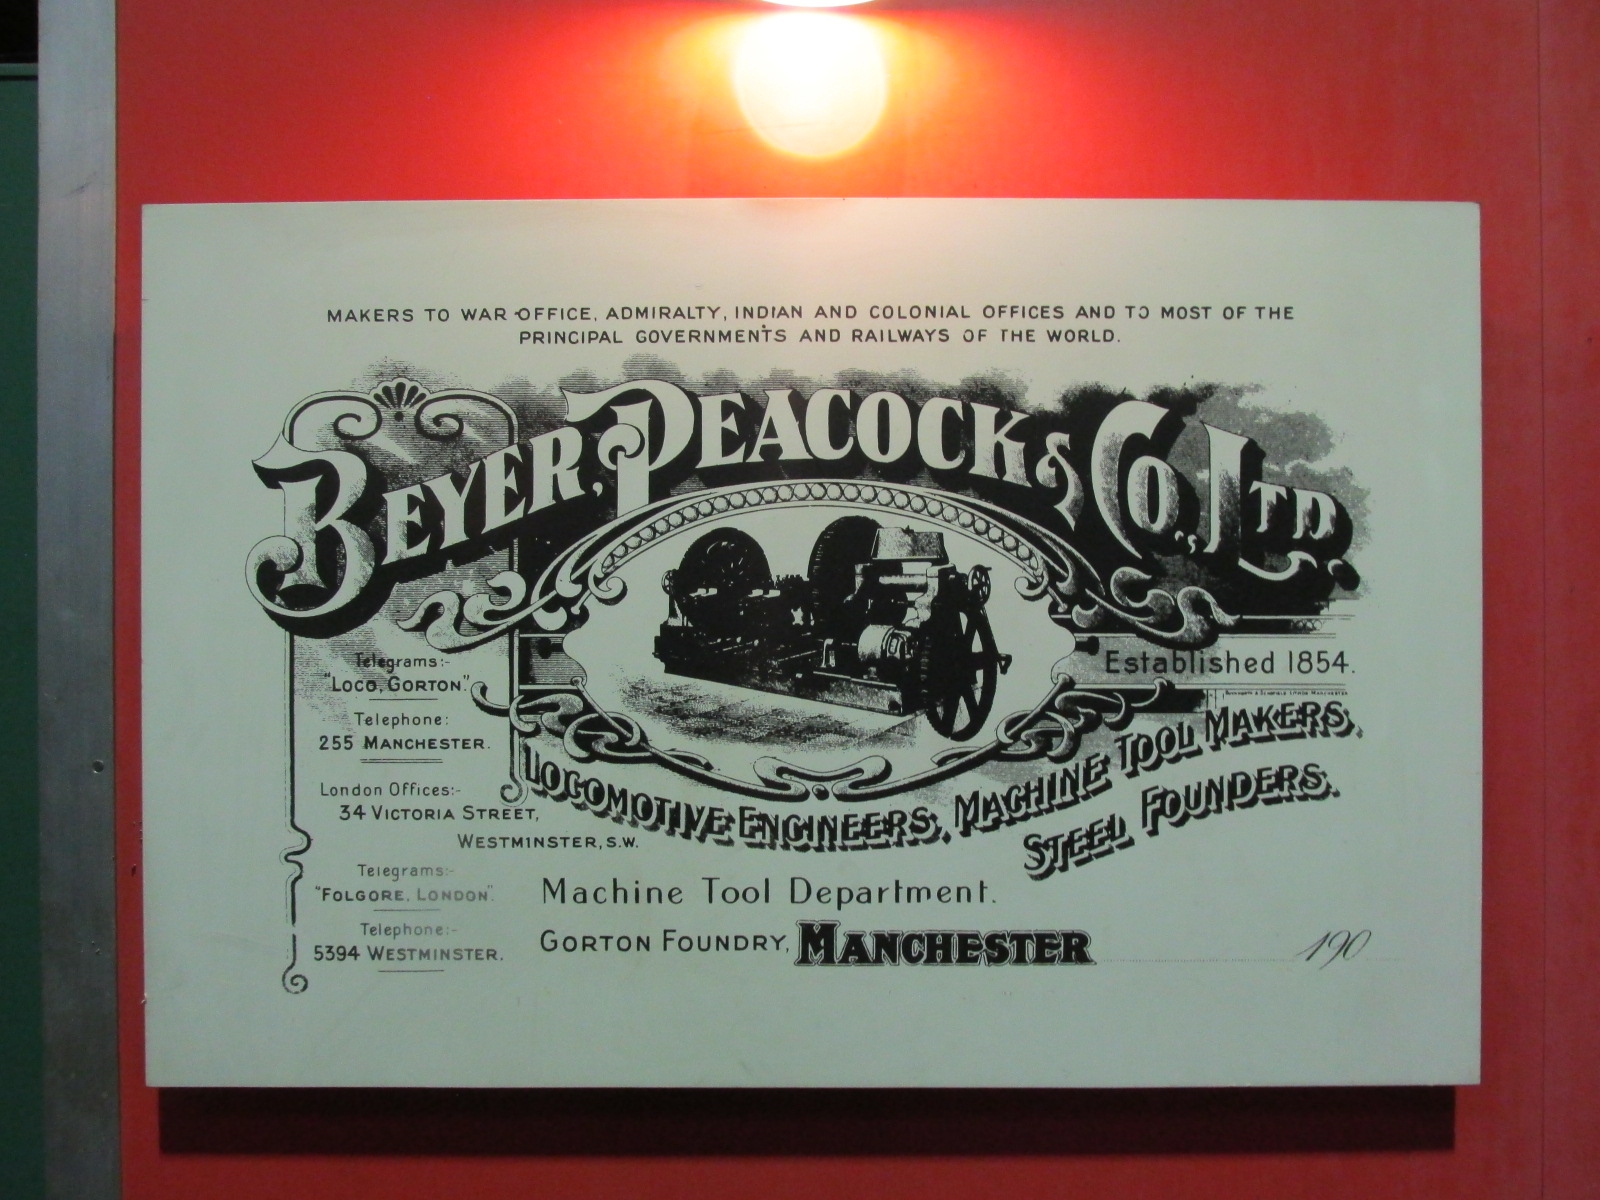 MAKERS TO WAR OFFICE, ADMIRALTY, INDIAN AND COLONIAL OFFICES AND TO MOST OF THE
PRINCIPAL GOVERNMENTS AND RAILWAYS OF THE WORLD.
BEYER, PEACOCK & CO., LTD.
Telegrams:-
"LOCO, GORTON."
Telephone:
255 MANCHESTER.
London Offices:-
34 VICTORIA STREET,
WESTMINSTER, S.W.
Telegrams:-
"FOLGORE, LONDON."
Telephone:-
5394 WESTMINSTER.
Established 1854.
LOCOMOTIVE ENGINEERS, MACHINE TOOL MAKERS,
STEEL FOUNDERS.
Machine Tool Department.
GORTON FOUNDRY, MANCHESTER
190